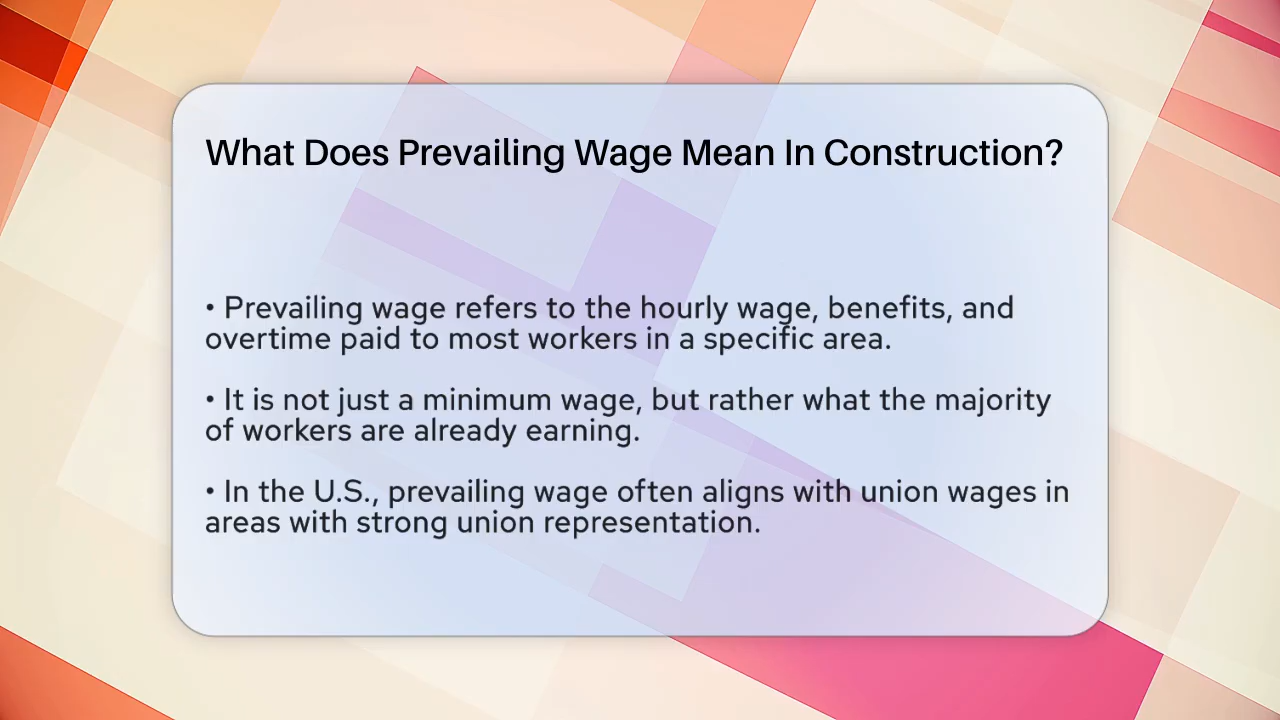 What Does Prevailing Wage Mean In Construction?
• Prevailing wage refers to the hourly wage, benefits, and
overtime paid to most workers in a specific area.
• It is not just a minimum wage, but rather what the majority
of workers are already earning.
• In the U.S., prevailing wage often aligns with union wages in
areas with strong union representation.